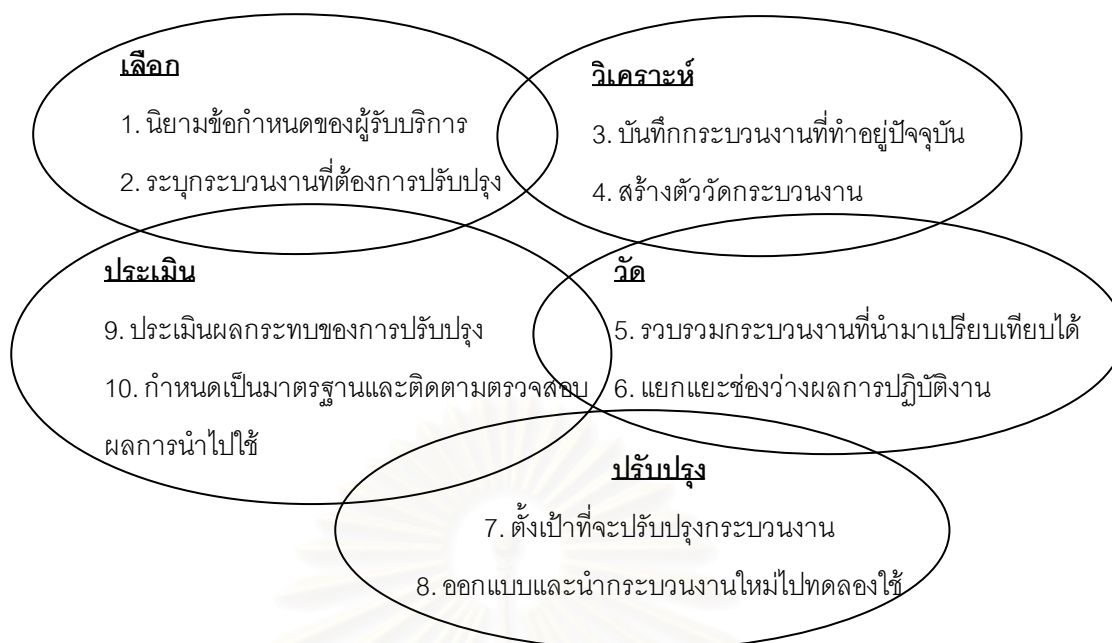 เลือก
1. นิยามข้อกำหนดของผู้รับบริการ
2. ระบุกระบวนงานที่ต้องการปรับปรุง
วิเคราะห์
3. บันทึกกระบวนงานที่ทำอยู่ปัจจุบัน
4. สร้างตัววัดกระบวนงาน
ประเมิน
9. ประเมินผลกระทบของการปรับปรุง
10. กำหนดเป็นมาตรฐานและติดตามตรวจสอบ
ผลการนำไปใช้
วัด
5. รวบรวมกระบวนงานที่นำมาเปรียบเทียบได้
6. แยกแยะช่องว่างผลการปฏิบัติงาน
ปรับปรุง
7. ตั้งเป้าที่จะปรับปรุงกระบวนงาน
8. ออกแบบและนำกระบวนงานใหม่ไปทดลองใช้